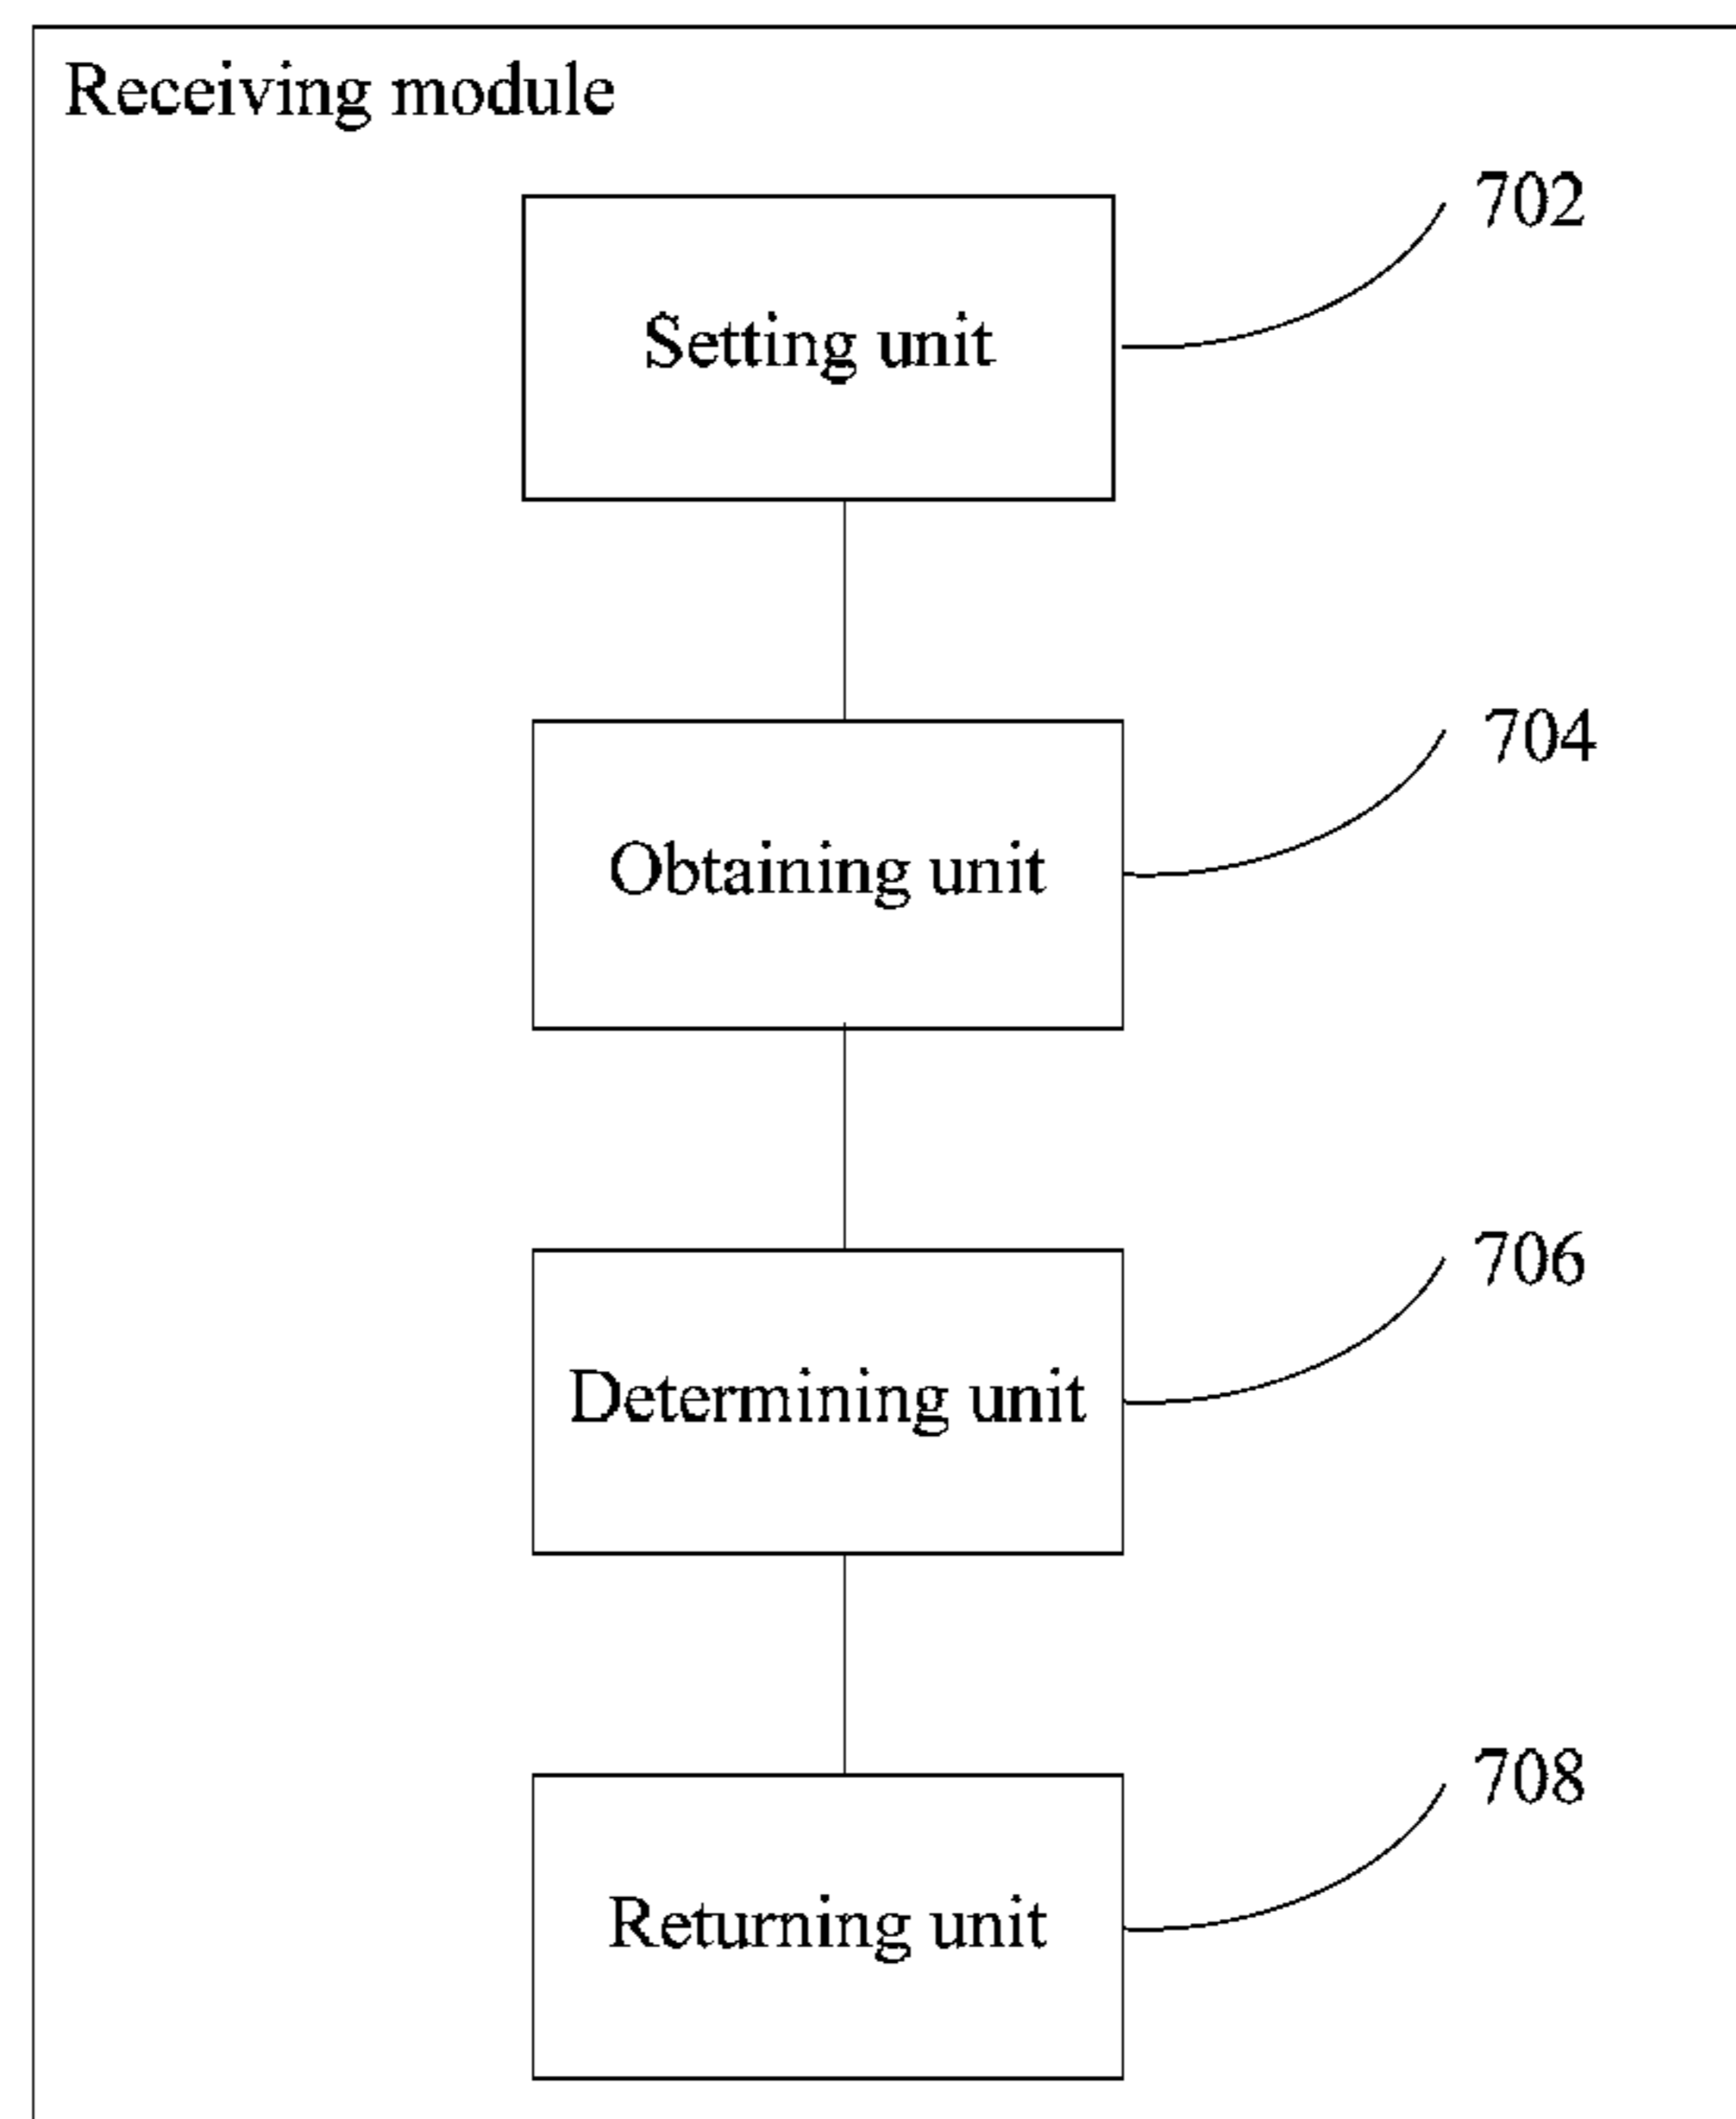 Receiving module
702
Setting unit
704
Obtaining unit
706
Determining unit
708
Returning unit